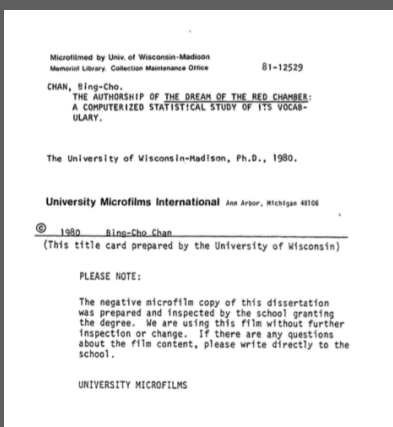 Microfilmed by Univ. of Wisconsin-Madison
Memorial Library. Collection Maintenance Office 81-12529
CHAN, Bing-Cho.
THE AUTHORSHIP OF THE DREAM OF THE RED CHAMBER:
A COMPUTERIZED STATISTICAL STUDY OF ITS VOCAB-
ULARY.
The University of Wisconsin-Madison, Ph.D., 1980.
University Microfilms International Ann Arbor, Michigan 48106
© 1980 Bing-Cho Chan
(This title card prepared by the University of Wisconsin)
PLEASE NOTE:
The negative microfilm copy of this dissertation
was prepared and inspected by the school granting
the degree. We are using this film without further
inspection or change. If there are any questions
about the film content, please write directly to the
school.
UNIVERSITY MICROFILMS